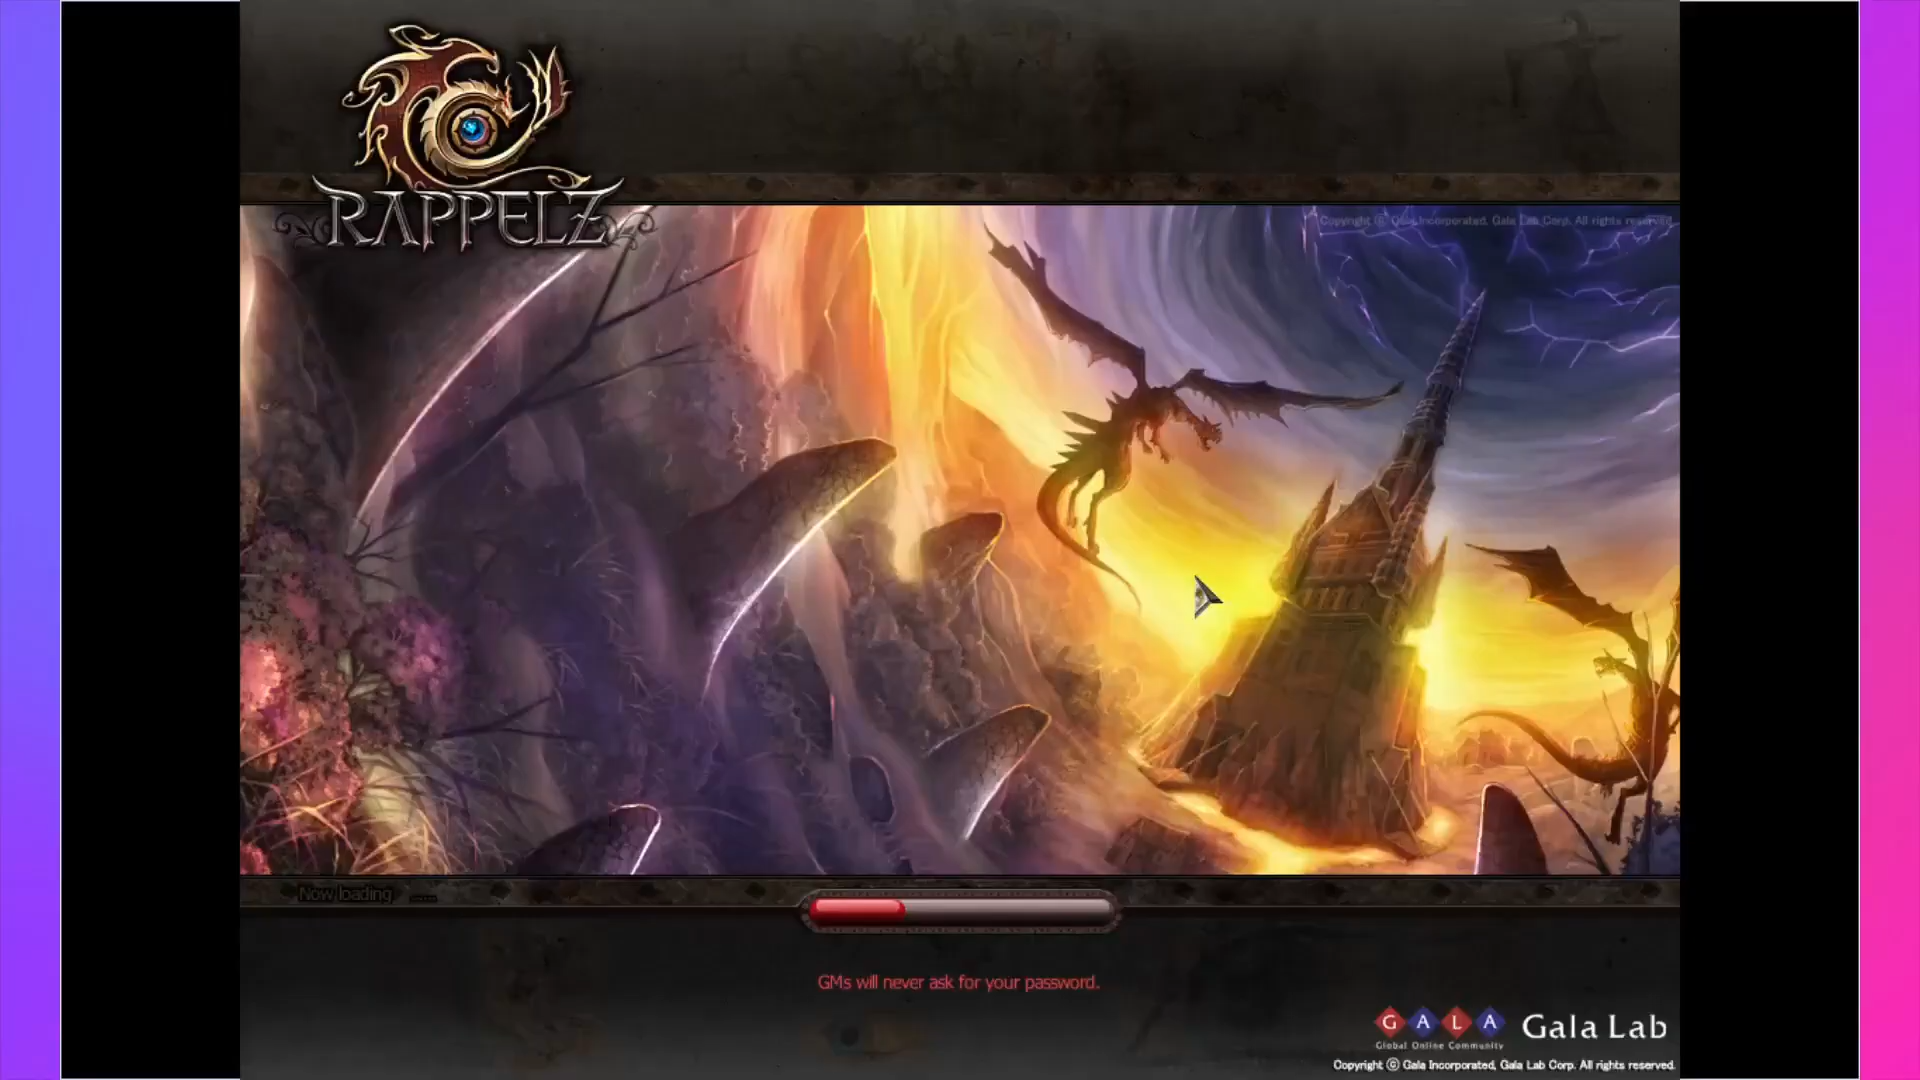 RAPPELZ
Copyright ⓒ Gala Incorporated, Gala Lab Corp. All rights reserved.
Now loading ......
GMs will never ask for your password.
G A L A Gala Lab
Global Online Community
Copyright ⓒ Gala Incorporated, Gala Lab Corp. All rights reserved.